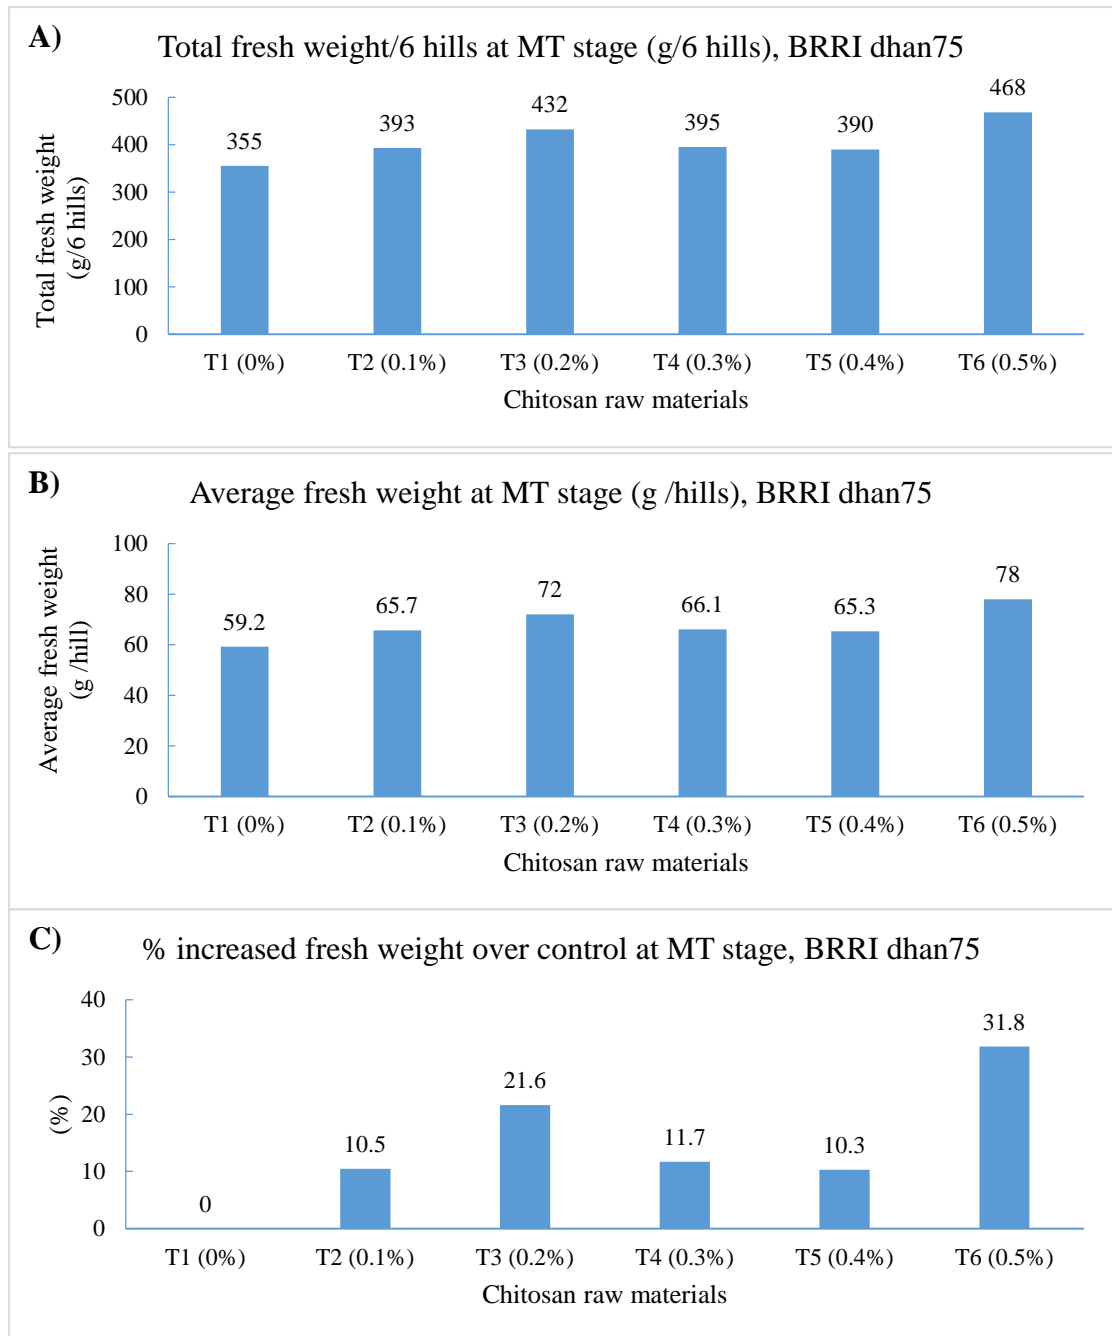 A)
Total fresh weight/6 hills at MT stage (g/6 hills), BRRI dhan75
Total fresh weight
(g/6 hills)
500
400
300
200
100
0
355
393
432
395
390
468
T1 (0%)
T2 (0.1%)
T3 (0.2%)
T4 (0.3%)
T5 (0.4%)
T6 (0.5%)
Chitosan raw materials
B)
Average fresh weight at MT stage (g /hills), BRRI dhan75
Average fresh weight
(g /hill)
100
80
60
40
20
0
59.2
65.7
72
66.1
65.3
78
T1 (0%)
T2 (0.1%)
T3 (0.2%)
T4 (0.3%)
T5 (0.4%)
T6 (0.5%)
Chitosan raw materials
C)
% increased fresh weight over control at MT stage, BRRI dhan75
(%)
40
30
20
10
0
0
10.5
21.6
11.7
10.3
31.8
T1 (0%)
T2 (0.1%)
T3 (0.2%)
T4 (0.3%)
T5 (0.4%)
T6 (0.5%)
Chitosan raw materials